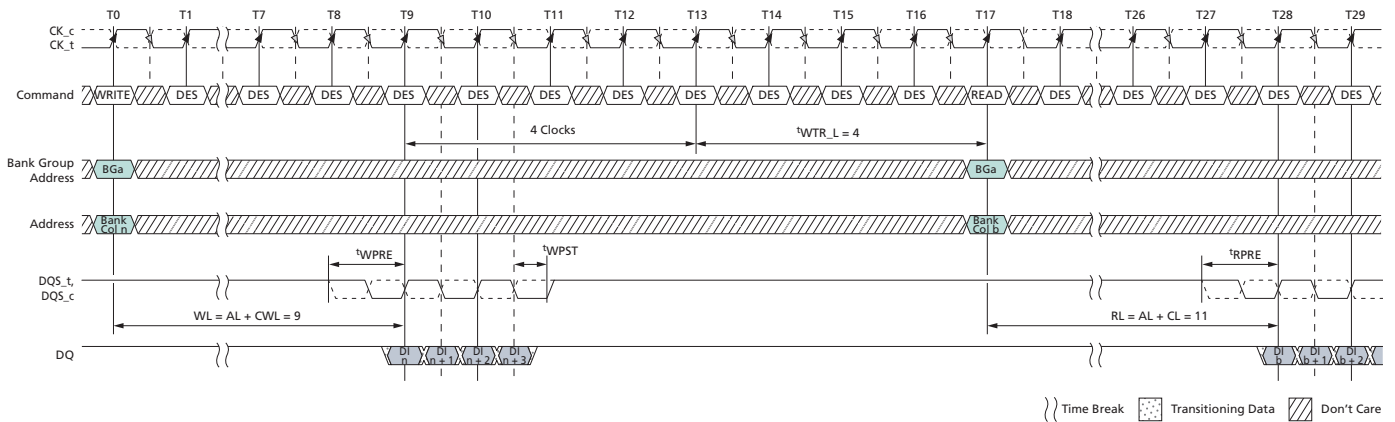 T0 T1 T7 T8 T9 T10 T11 T12 T13 T14 T15 T16 T17 T18 T26 T27 T28 T29
CK_c
CK_t
Command WRITE DES DES DES DES DES DES DES DES DES DES DES READ DES DES DES DES DES
4 Clocks tWTR_L = 4
Bank Group
Address BGa BGa
Address Bank
Col n Bank
Col b
tWPRE tWPST tRPRE
DQS_t,
DQS_c
WL = AL + CWL = 9 RL = AL + CL = 11
DQ DI
n DI
n + 1 DI
n + 2 DI
n + 3 DI
b DI
b + 1 DI
b + 2
Time Break Transitioning Data Don't Care